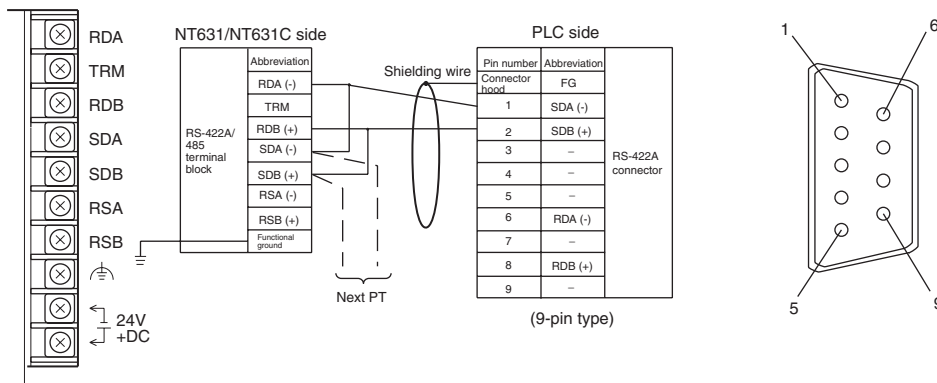 RDA
TRM
RDB
SDA
SDB
RSA
RSB
24V
+DC
NT631/NT631C side
RS-422A/
485
terminal
block
Abbreviation
RDA (-)
TRM
RDB (+)
SDA (-)
SDB (+)
RSA (-)
RSB (+)
Functional
ground
Shielding wire
Next PT
PLC side
Pin number Abbreviation
Connector
hood
FG
1 SDA (-)
2 SDB (+)
3 –
4 –
5 –
6 RDA (-)
7 –
8 RDB (+)
9 –
RS-422A
connector
(9-pin type)
1
6
5
9